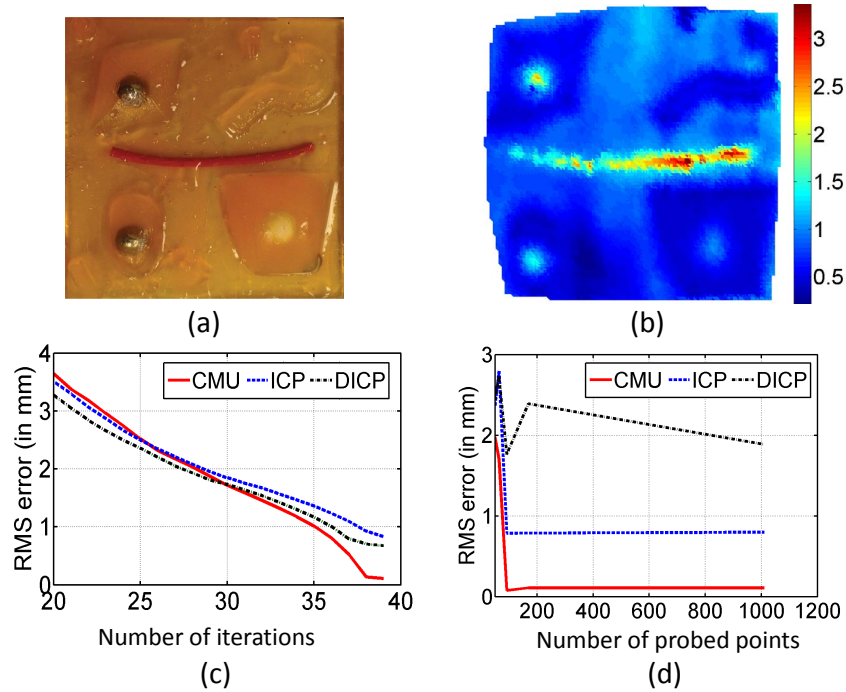 3
2.5
2
1.5
1
0.5
(a)
(b)
4
3
2
1
0
CMU ICP DICP
RMS error (in mm)
20 25 30 35 40
Number of iterations
(c)
3
2
1
0
CMU ICP DICP
RMS error (in mm)
200 400 600 800 1000 1200
Number of probed points
(d)